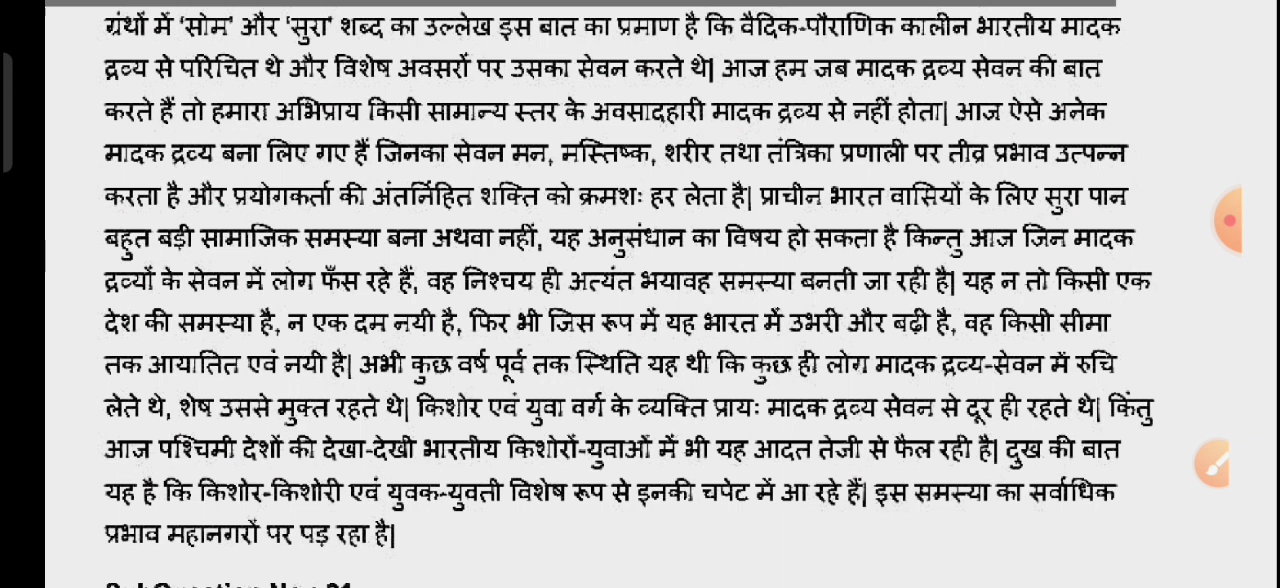 ग्रंथों में 'सोम' और 'सुरा' शब्द का उल्लेख इस बात का प्रमाण है कि वैदिक-पौराणिक कालीन भारतीय मादक
द्रव्य से परिचित थे और विशेष अवसरों पर उसका सेवन करते थे| आज हम जब मादक द्रव्य सेवन की बात
करते हैं तो हमारा अभिप्राय किसी सामान्य स्तर के अवसादहारी मादक द्रव्य से नहीं होता| आज ऐसे अनेक
मादक द्रव्य बना लिए गए हैं जिनका सेवन मन, मस्तिष्क, शरीर तथा तंत्रिका प्रणाली पर तीव्र प्रभाव उत्पन्न
करता है और प्रयोगकर्ता की अंतर्निहित शक्ति को क्रमशः हर लेता है| प्राचीन भारत वासियों के लिए सुरा पान
बहुत बड़ी सामाजिक समस्या बना अथवा नहीं, यह अनुसंधान का विषय हो सकता है किन्तु आज जिन मादक
द्रव्यों के सेवन में लोग फँस रहे हैं, वह निश्चय ही अत्यंत भयावह समस्या बनती जा रही है| यह न तो किसी एक
देश की समस्या है, न एक दम नयी है, फिर भी जिस रूप में यह भारत में उभरी और बढ़ी है, वह किसी सीमा
तक आयातित एवं नयी है| अभी कुछ वर्ष पूर्व तक स्थिति यह थी कि कुछ ही लोग मादक द्रव्य-सेवन में रुचि
लेते थे, शेष उससे मुक्त रहते थे| किशोर एवं युवा वर्ग के व्यक्ति प्रायः मादक द्रव्य सेवन से दूर ही रहते थे| किंतु
आज पश्चिमी देशों की देखा-देखी भारतीय किशोरों-युवाओं में भी यह आदत तेजी से फैल रही है| दुख की बात
यह है कि किशोर-किशोरी एवं युवक-युवती विशेष रूप से इनकी चपेट में आ रहे हैं| इस समस्या का सर्वाधिक
प्रभाव महानगरों पर पड़ रहा है|